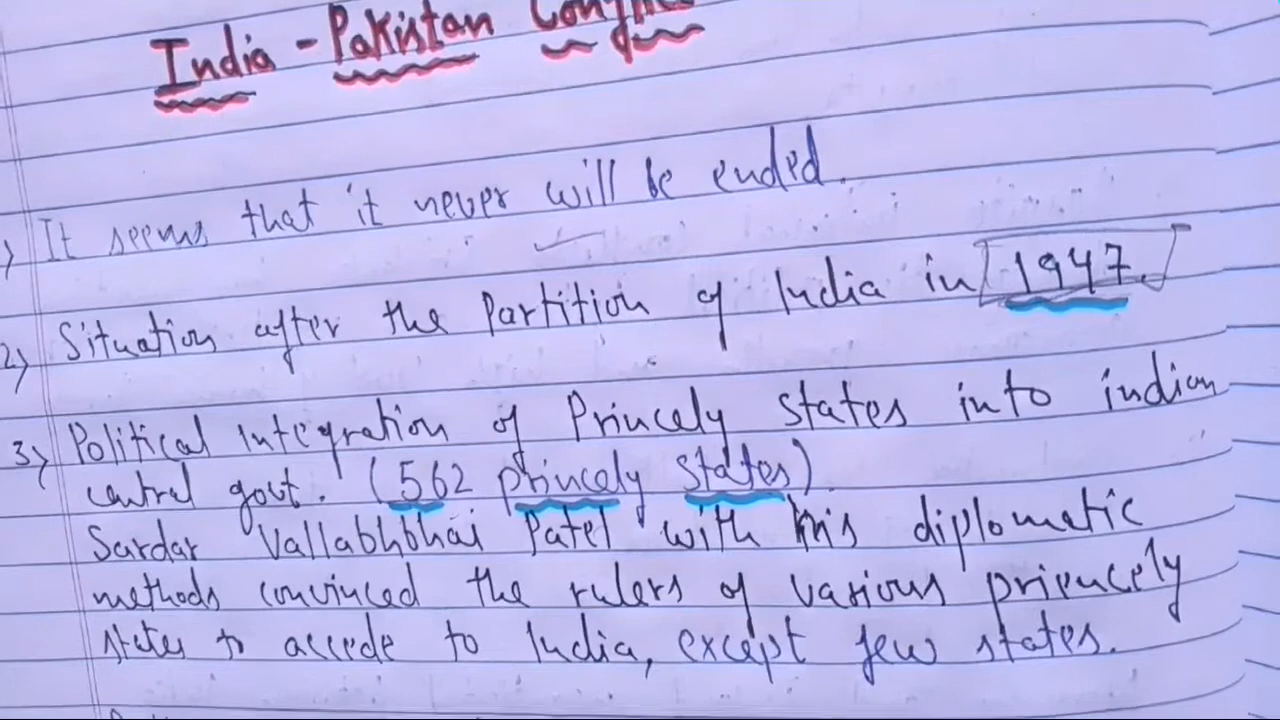 India - Pakistan Conflict
1) It seems that it never will be ended.
2) Situation after the Partition of India in 1947.
3) Political Integration of Princely states into indian
central govt. (562 princely states)
Sardar Vallabhbhai Patel with his diplomatic
methods convinced the rulers of various priencely
states to accede to India, except few states.